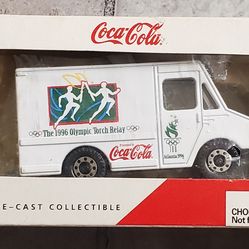 Coca-Cola
The 1996 Olympic Torch Relay
Coca-Cola
Atlanta 1996
E-CAST COLLECTIBLE
CHO
Not f